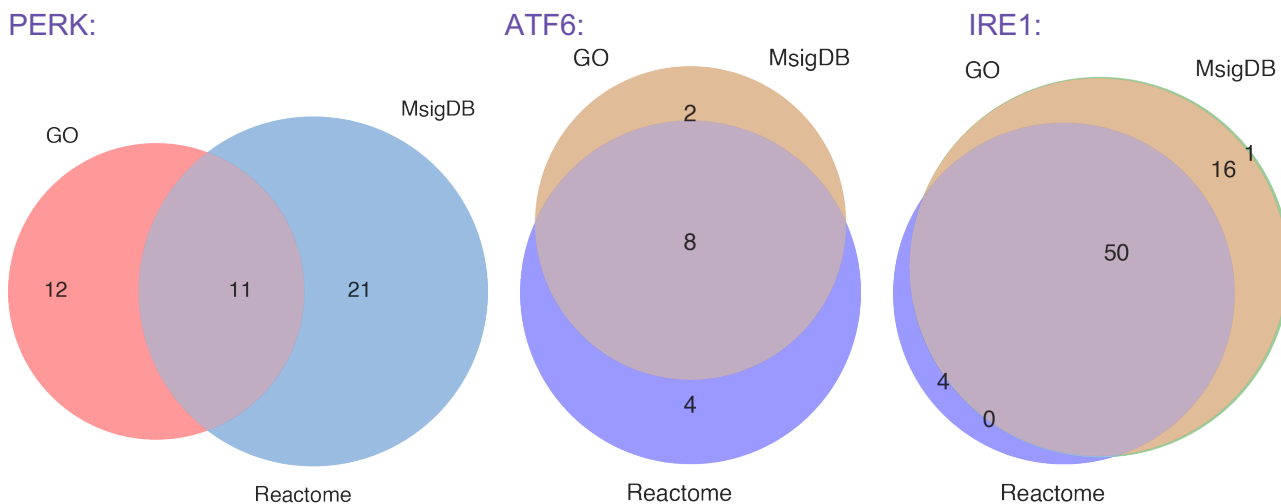 PERK:
GO
MsigDB
12
11
21
Reactome
ATF6:
GO
MsigDB
2
8
4
Reactome
IRE1:
GO
MsigDB
1
16
50
4
0
Reactome